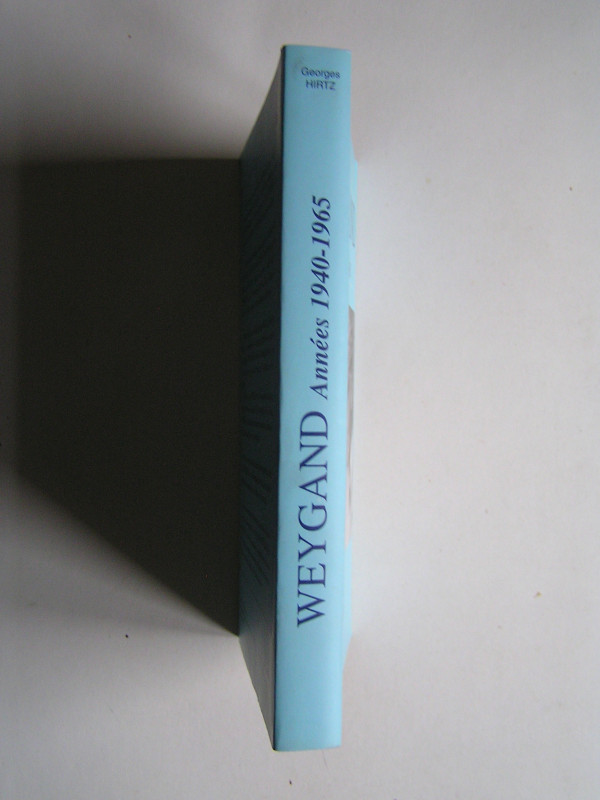 Georges
HIRTZ
WEYGAND Années 1940-1965